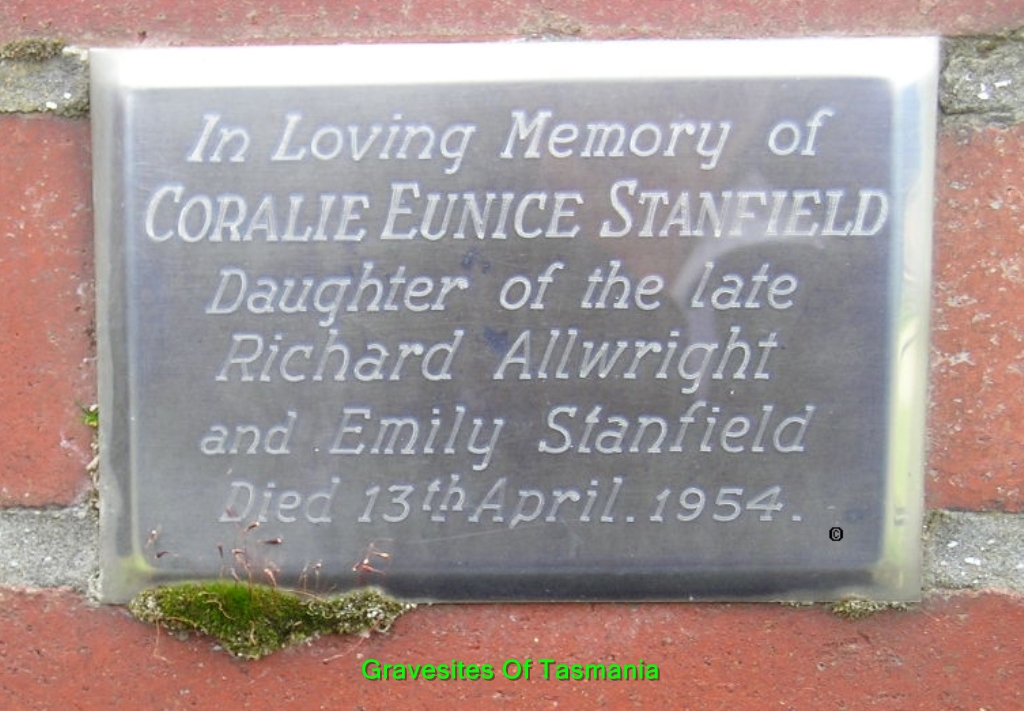 In Loving Memory of
CORALIE EUNICE STANFIELD
Daughter of the late
Richard Allwright
and Emily Stanfield
Died 13th April. 1954.
©
Gravesites Of Tasmania